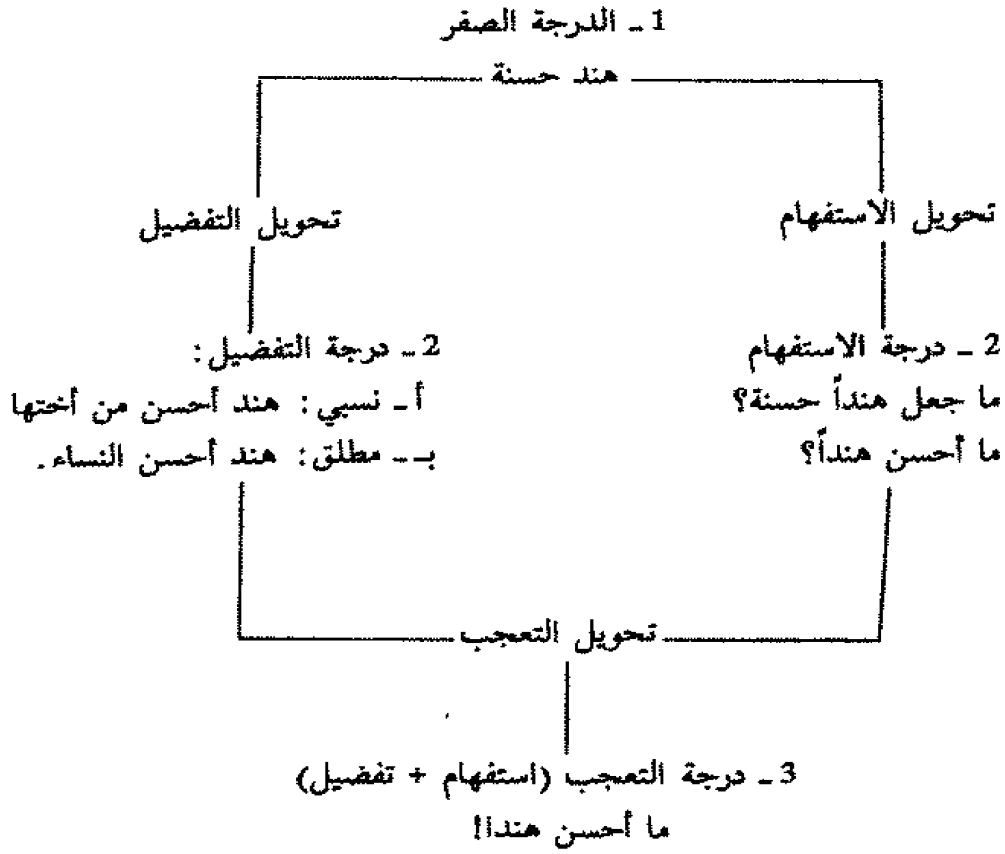 1 ـ الدرجة الصفر
هند حسنة
تحويل الاستفهام
تحويل التفضيل
2 ـ درجة الاستفهام
ما جعل هنداً حسنة؟
ما أحسن هنداً؟
2 ـ درجة التفضيل:
أ ـ نسبي: هند أحسن من أختها
بـ ـ مطلق: هند أحسن النساء.
تحويل التعجب
3 ـ درجة التعجب (استفهام + تفضيل)
ما أحسن هندا!